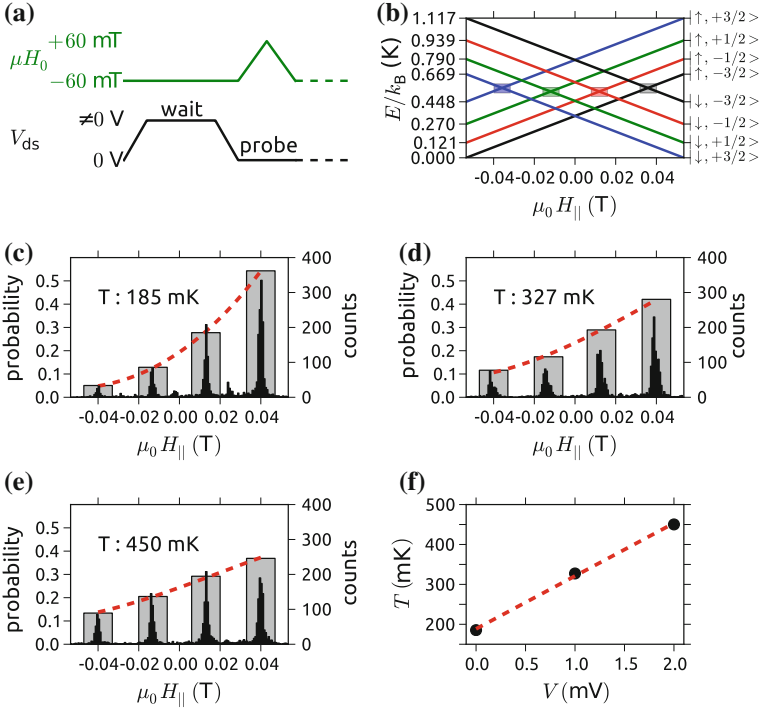 (a)
+60 mT
μH0
−60 mT
≠0 V
wait
Vds
probe
0 V
(b)
1.117
0.939
0.790
0.669
0.448
0.270
0.121
0.000
E/kB (K)
-0.04 -0.02 0.00 0.02 0.04
μ0 H|| (T)
|↑, +3/2 >
|↑, +1/2 >
|↑, −1/2 >
|↑, −3/2 >
|↓, −3/2 >
|↓, −1/2 >
|↓, +1/2 >
|↓, +3/2 >
(c)
T : 185 mK
probability
0.5
0.4
0.3
0.2
0.1
0.0
400
300
200
100
0
counts
-0.04 -0.02 0.00 0.02 0.04
μ0 H|| (T)
(d)
T : 327 mK
probability
0.5
0.4
0.3
0.2
0.1
0.0
400
300
200
100
0
counts
-0.04 -0.02 0.00 0.02 0.04
μ0 H|| (T)
(e)
T : 450 mK
probability
0.5
0.4
0.3
0.2
0.1
0.0
400
300
200
100
0
counts
-0.04 -0.02 0.00 0.02 0.04
μ0 H|| (T)
(f)
500
400
300
200
T (mK)
0.0 0.5 1.0 1.5 2.0
V (mV)